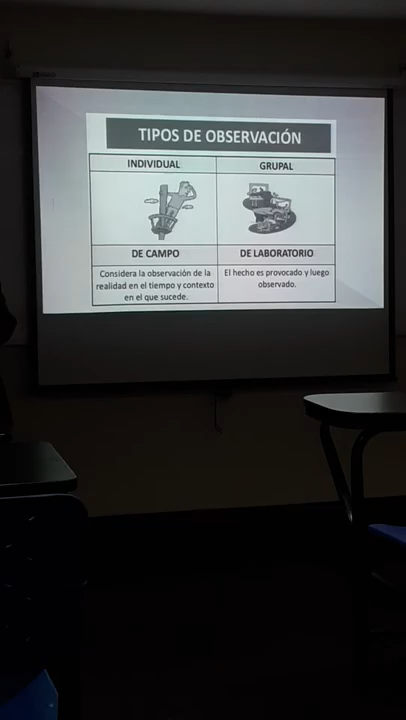 TIPOS DE OBSERVACIÓN
INDIVIDUAL
GRUPAL
DE CAMPO
DE LABORATORIO
Considera la observación de la
realidad en el tiempo y contexto
en el que sucede.
El hecho es provocado y luego
observado.